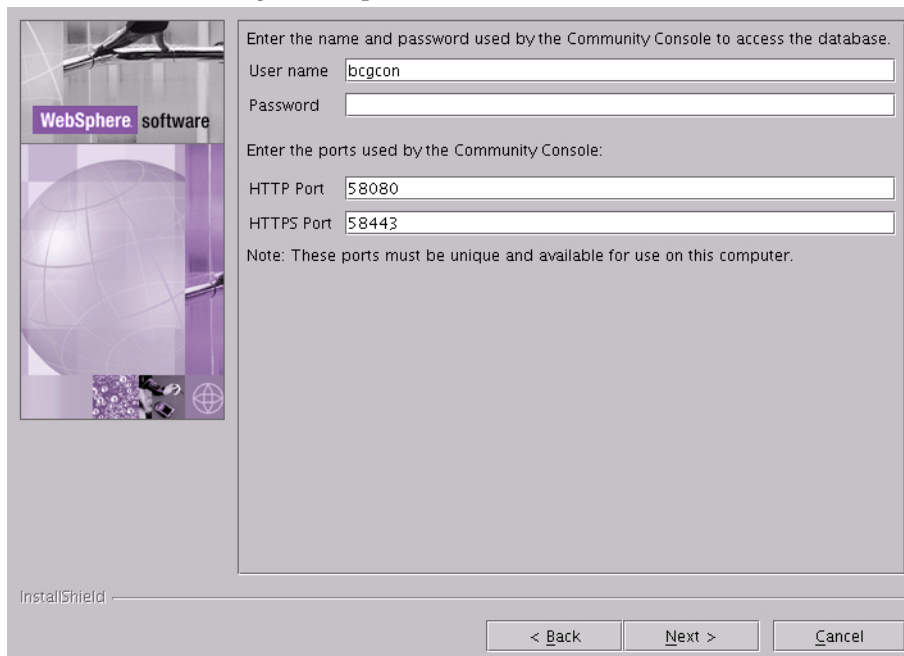 Enter the name and password used by the Community Console to access the database.
User name bcgcon
Password
WebSphere software
Enter the ports used by the Community Console:
HTTP Port 58080
HTTPS Port 58443
Note: These ports must be unique and available for use on this computer.
InstallShield
< Back Next > Cancel